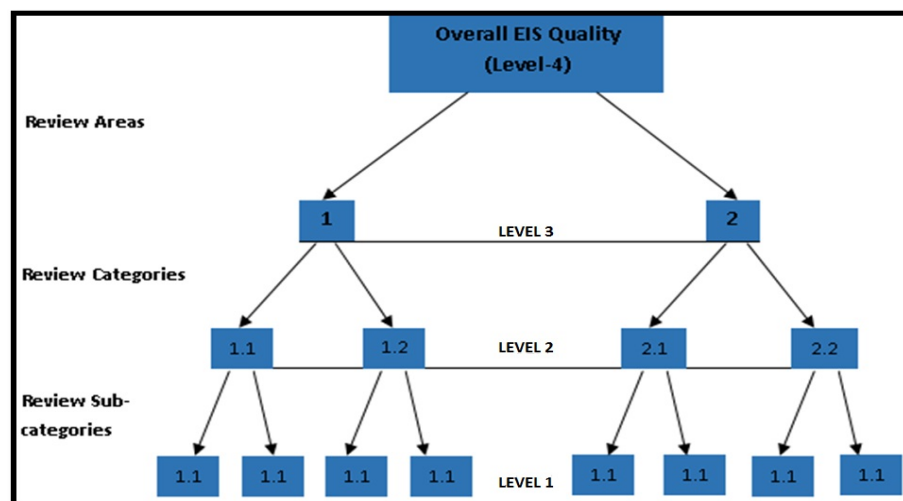 Overall EIS Quality
(Level-4)
Review Areas
1
LEVEL 3
2
Review Categories
1.1
1.2
LEVEL 2
2.1
2.2
Review Sub-
categories
1.1
1.1
1.1
1.1
LEVEL 1
1.1
1.1
1.1
1.1